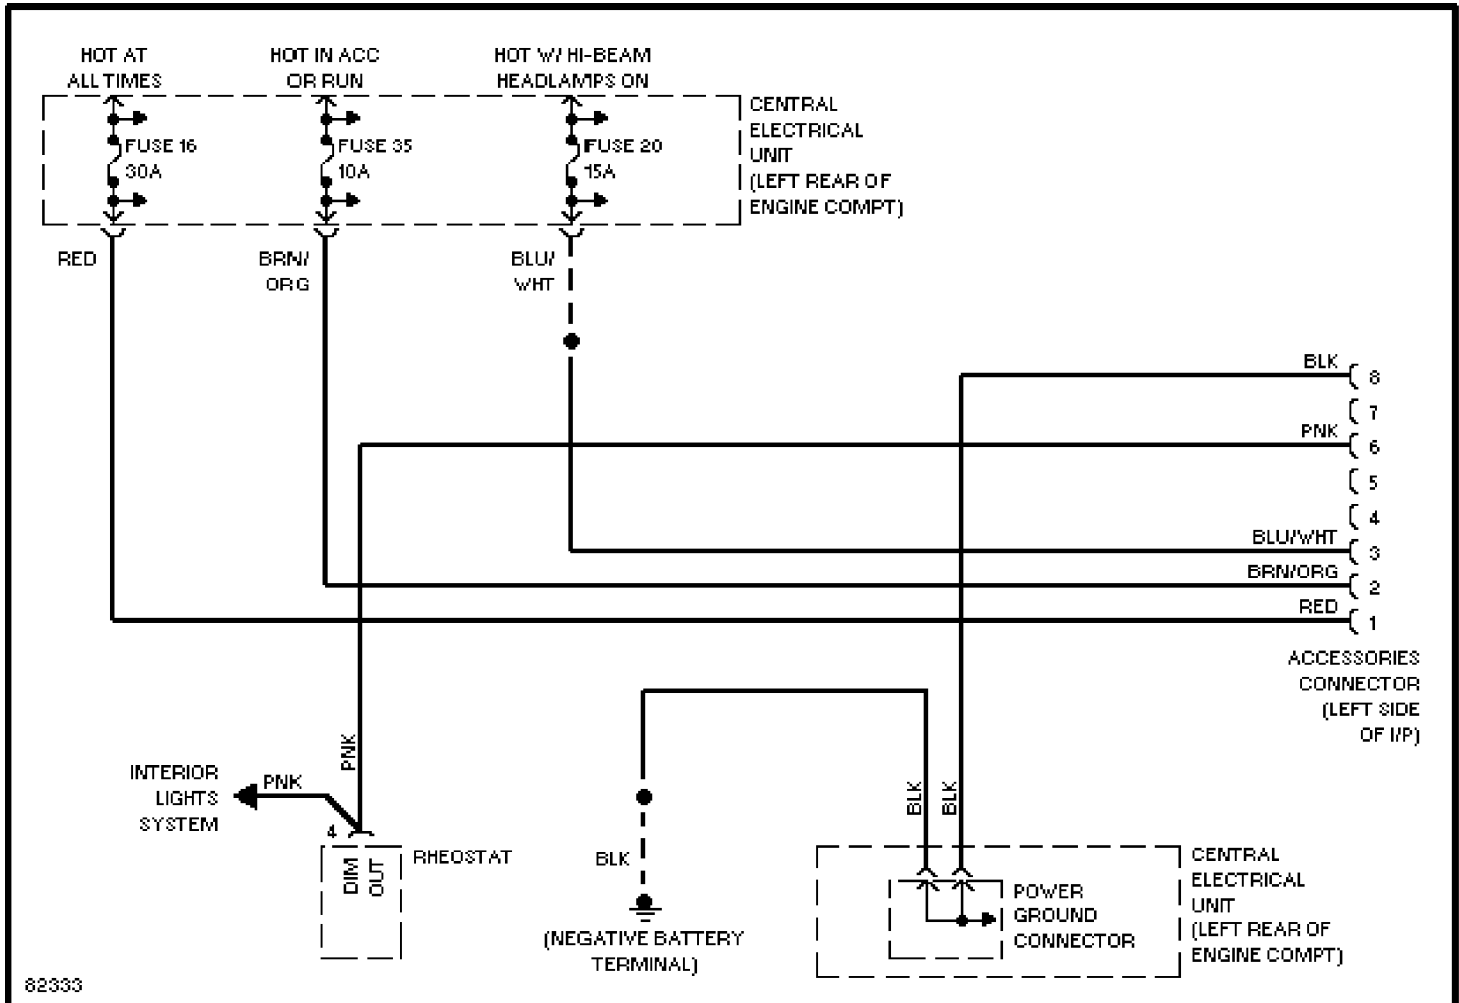 HOT AT
ALL TIMES
HOT IN ACC
OR RUN
HOT W/ HI-BEAM
HEADLAMPS ON
FUSE 16
30A
FUSE 35
10A
FUSE 20
15A
CENTRAL
ELECTRICAL
UNIT
(LEFT REAR OF
ENGINE COMPT)
RED
BRN/
ORG
BLU/
WHT
BLK
8
7
PNK
6
5
4
BLU/WHT
3
BRN/ORG
2
RED
1
ACCESSORIES
CONNECTOR
(LEFT SIDE
OF I/P)
PNK
INTERIOR
LIGHTS
SYSTEM
PNK
4
RHEOSTAT
DIM
OUT
BLK
(NEGATIVE BATTERY
TERMINAL)
BLK
BLK
POWER
GROUND
CONNECTOR
CENTRAL
ELECTRICAL
UNIT
(LEFT REAR OF
ENGINE COMPT)
82333